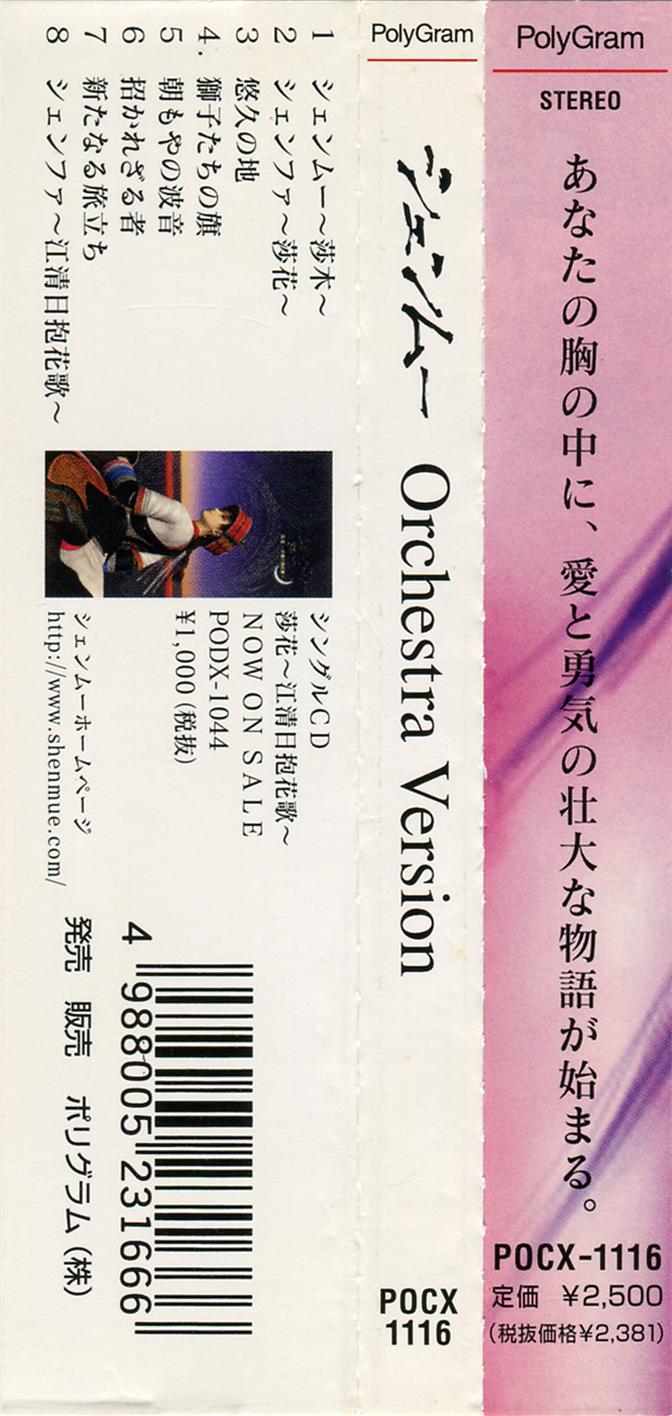 PolyGram
STEREO
あなたの胸の中に、愛と勇気の壮大な物語が始まる。
POCX-1116
定価 ¥2,500
(税抜価格¥2,381)
PolyGram
シェンムー Orchestra Version
POCX
1116
1 シェンムー~莎木~
2 シェンファ~莎花~
3 悠久の地
4. 獅子たちの旗
5 朝もやの波音
6 招かれざる者
7 新たなる旅立ち
8 シェンファ~江清日抱花歌~
シングルCD
莎花~江清日抱花歌~
NOW ON SALE
PODX-1044
¥1,000(税抜)
シェンムーホームページ
http://www.shenmue.com/
4 988005 231666
発売 販売 ポリグラム(株)